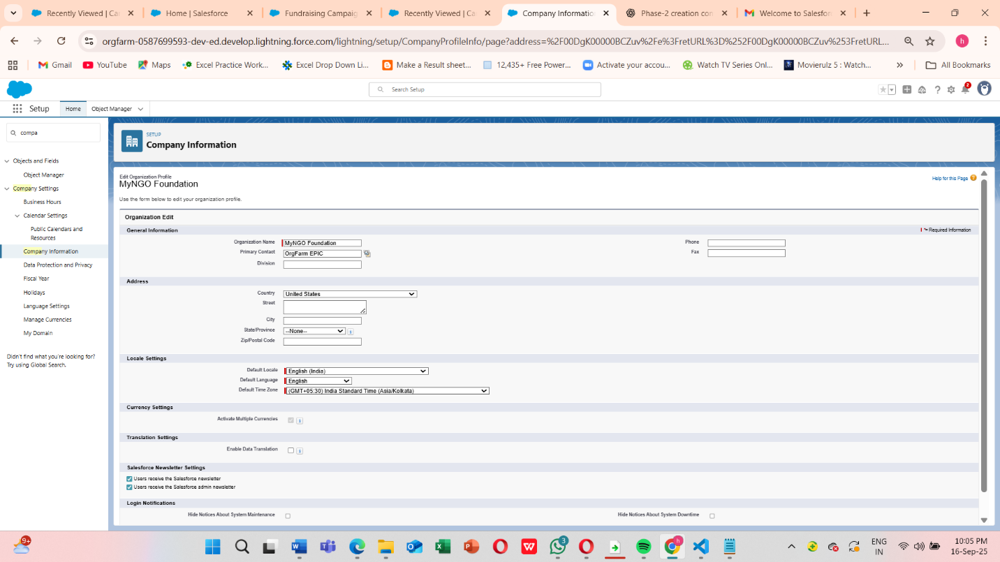 Recently Viewed | Ca
Home | Salesforce
Fundraising Campaig
Recently Viewed | Ca
Company Informatio
Phase-2 creation con
Welcome to Salesfor
orgfarm-0587699593-dev-ed.develop.lightning.force.com/lightning/setup/CompanyProfileInfo/page?address=%2F00DgK00000BCZuv%2Fe%3FretURL%3D%252F00DgK00000BCZuv%253FretURL...
h
Gmail
YouTube
Maps
Excel Practice Work...
Excel Drop Down Li...
Make a Result sheet...
12,435+ Free Power...
Activate your accou...
Watch TV Series Onl...
Movierulz 5 : Watch...
»
All Bookmarks
Search Setup
2
Setup
Home
Object Manager
compa
Objects and Fields
Object Manager
Company Settings
Business Hours
Calendar Settings
Public Calendars and
Resources
Company Information
Data Protection and Privacy
Fiscal Year
Holidays
Language Settings
Manage Currencies
My Domain
Didn't find what you're looking for?
Try using Global Search.
SETUP
Company Information
Edit Organization Profile
MyNGO Foundation
Help for this Page
Use the form below to edit your organization profile.
Organization Edit
General Information
= Required Information
Organization Name MyNGO Foundation
Phone
Primary Contact OrgFarm EPIC
Fax
Division
Address
Country United States
Street
City
State/Province --None--
Zip/Postal Code
Locale Settings
Default Locale English (India)
Default Language English
Default Time Zone (GMT+05:30) India Standard Time (Asia/Kolkata)
Currency Settings
Activate Multiple Currencies
Translation Settings
Enable Data Translation
Salesforce Newsletter Settings
Users receive the Salesforce newsletter
Users receive the Salesforce admin newsletter
Login Notifications
Hide Notices About System Maintenance
Hide Notices About System Downtime
9+
h
3
ENG
IN
10:05 PM
16-Sep-25